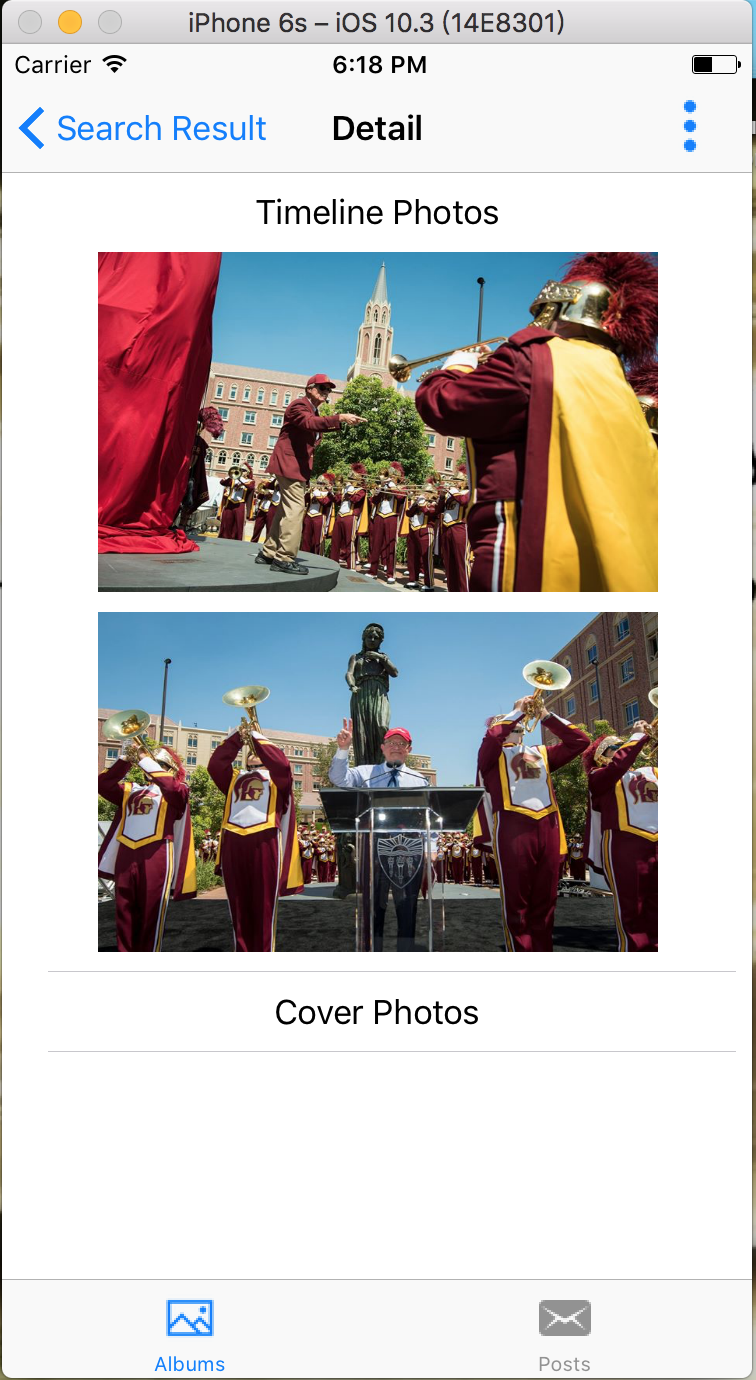 iPhone 6s – iOS 10.3 (14E8301)
Carrier 6:18 PM
Search Result Detail
Timeline Photos
Cover Photos
Albums Posts